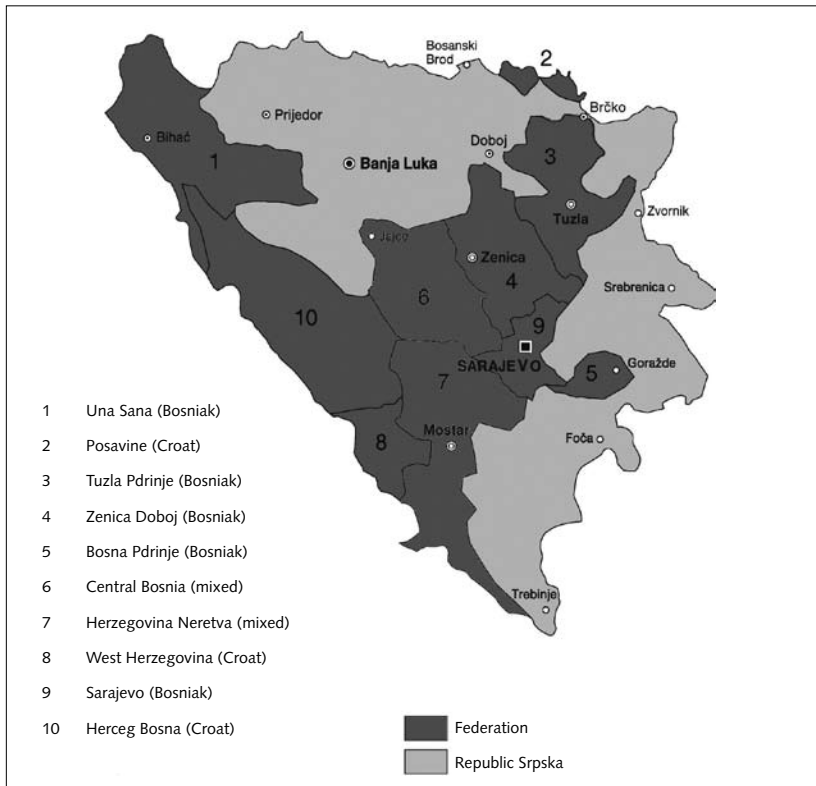 Bosanski
Brod
2
Brčko
Prijedor
Bihać
Doboj
1
Banja Luka
3
Tuzla
Zvornik
Jajce
Zenica
4
Srebrenica
6
10
9
SARAJEVO
Goražde
5
7
Mostar
8
Foča
Trebinje
1 Una Sana (Bosniak)
2 Posavine (Croat)
3 Tuzla Pdrinje (Bosniak)
4 Zenica Doboj (Bosniak)
5 Bosna Pdrinje (Bosniak)
6 Central Bosnia (mixed)
7 Herzegovina Neretva (mixed)
8 West Herzegovina (Croat)
9 Sarajevo (Bosniak)
10 Herceg Bosna (Croat)
Federation
Republic Srpska